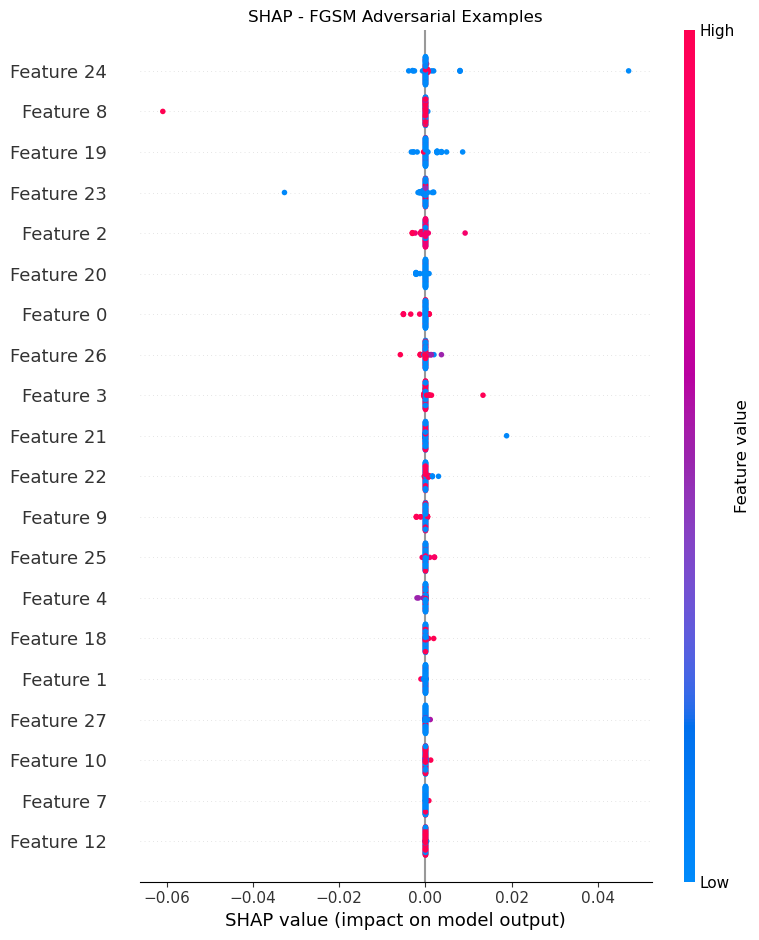 SHAP - FGSM Adversarial Examples
High
Feature 24
Feature 8
Feature 19
Feature 23
Feature 2
Feature 20
Feature 0
Feature 26
Feature 3
Feature 21
Feature 22
Feature 9
Feature 25
Feature 4
Feature 18
Feature 1
Feature 27
Feature 10
Feature 7
Feature 12
Feature value
Low
−0.06 −0.04 −0.02 0.00 0.02 0.04
SHAP value (impact on model output)